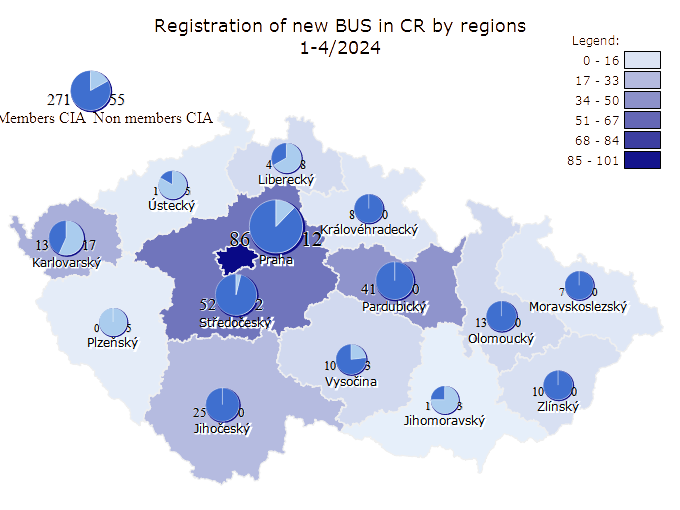 Registration of new BUS in CR by regions
1-4/2024
Legend:
0 - 16
17 - 33
34 - 50
51 - 67
68 - 84
85 - 101
271 55
Members CIA Non members CIA
4 8
Liberecký
1 5
Ústecký
8 0
Královéhradecký
86 12
Praha
13 17
Karlovarský
52 2
Středočeský
41 0
Pardubický
7 0
Moravskoslezský
0 5
Plzeňský
13 0
Olomoucký
10 3
Vysočina
10 0
Zlínský
25 0
Jihočeský
1 3
Jihomoravský